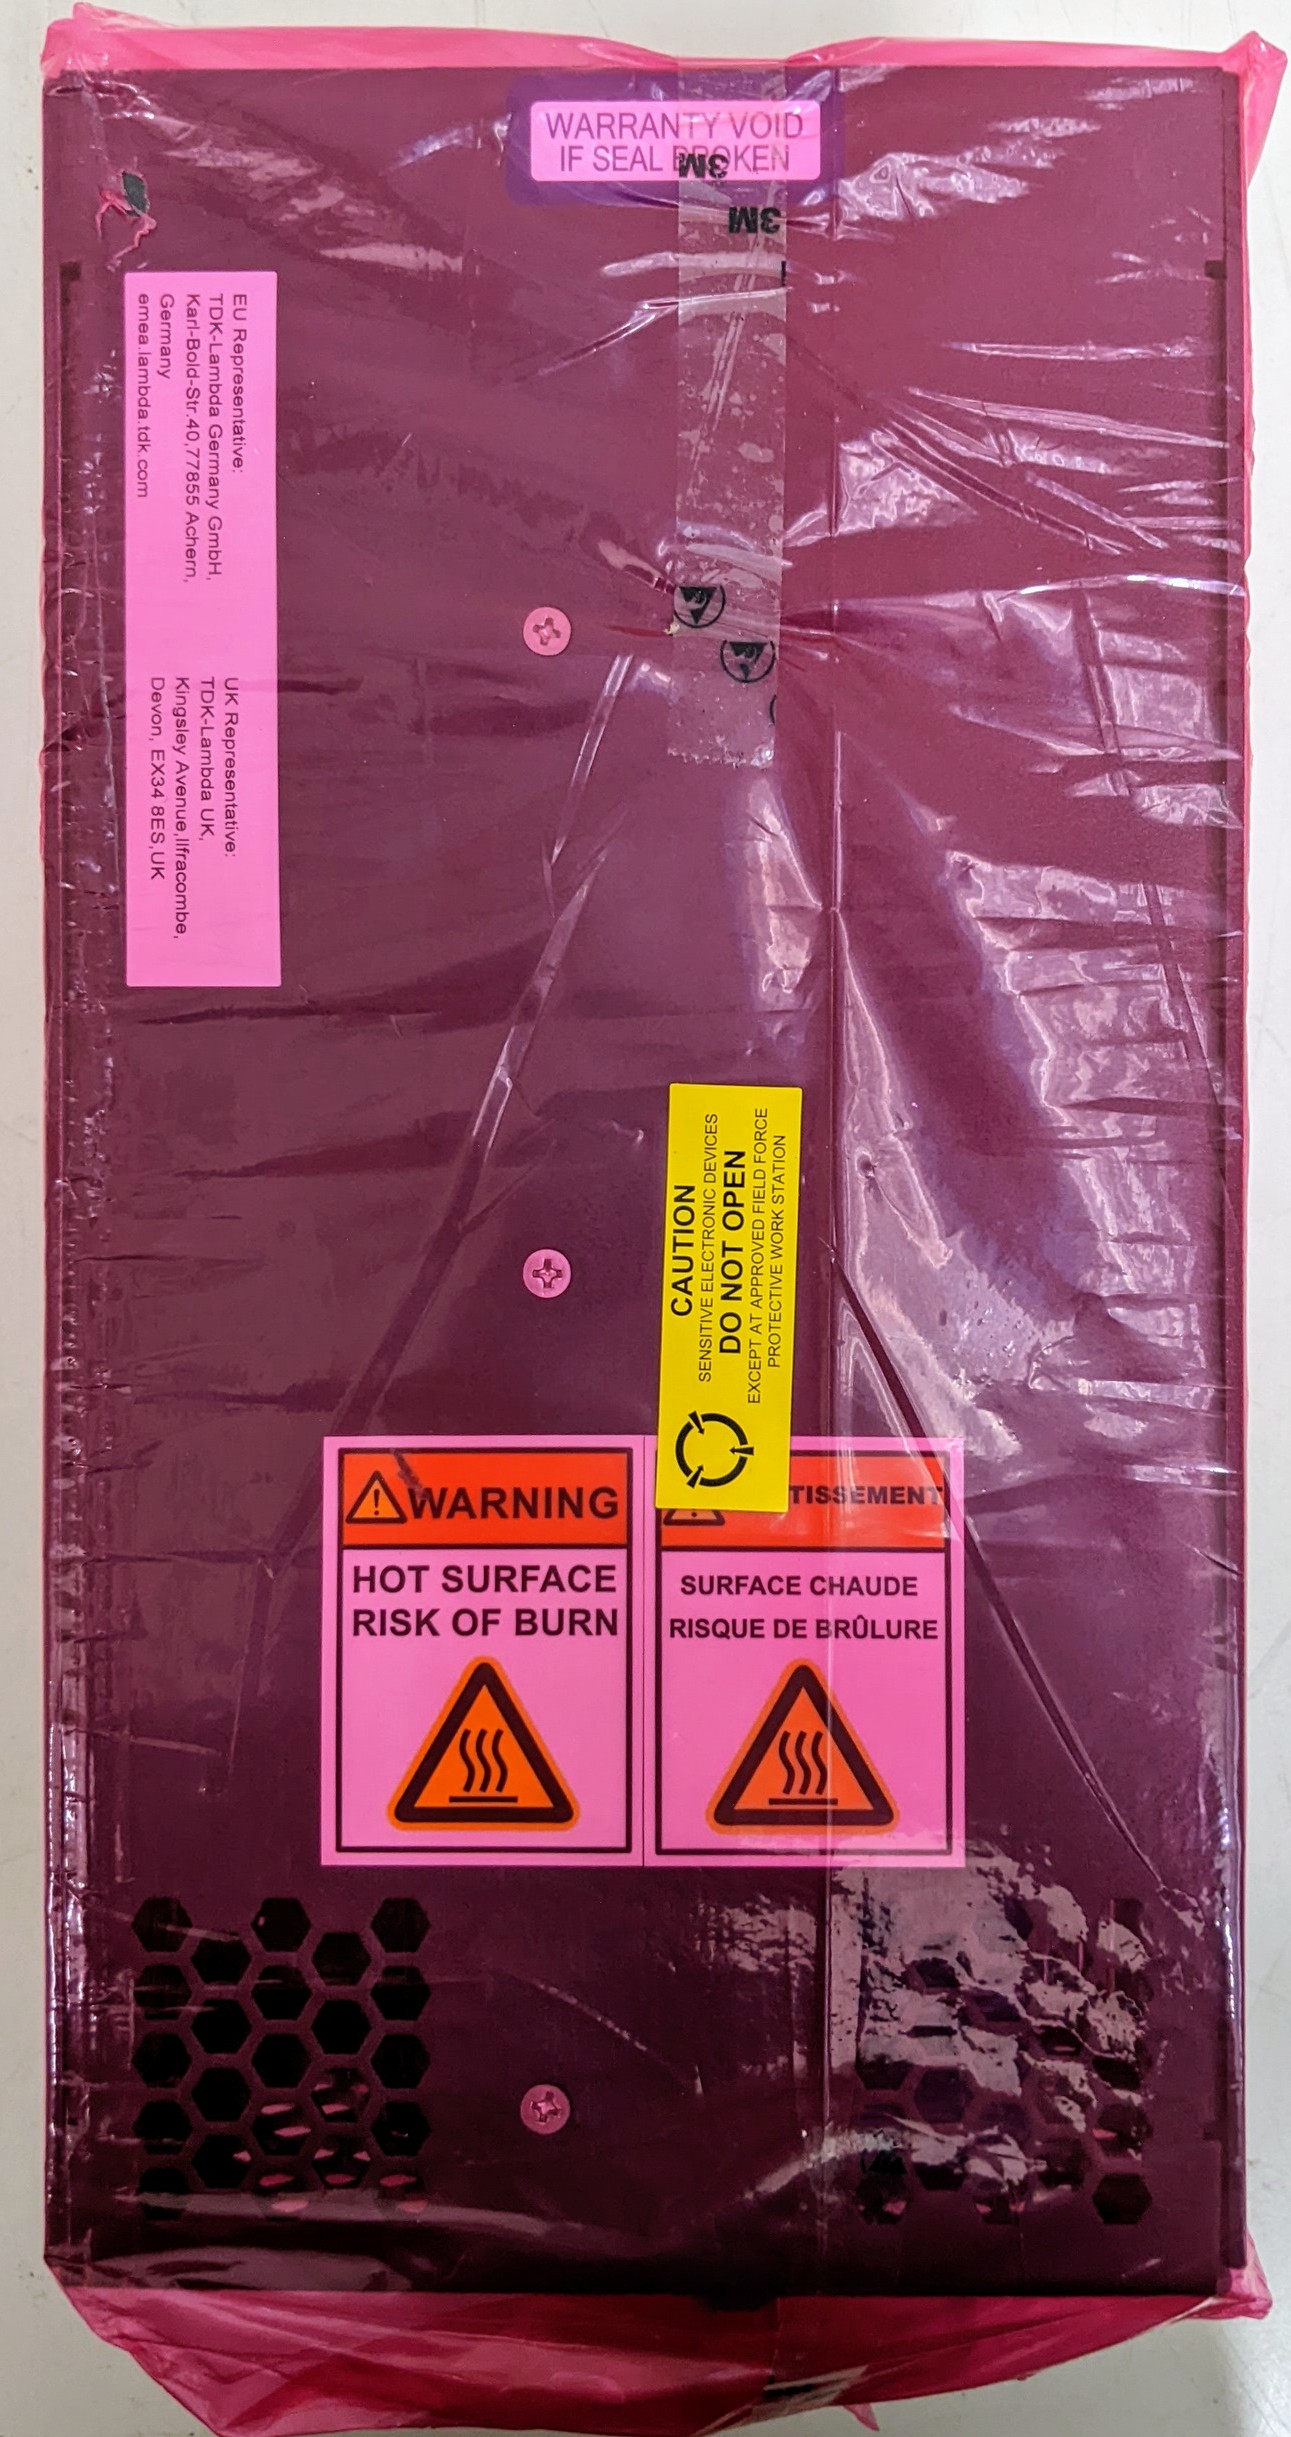 WARRANTY VOID
IF SEAL BROKEN
3M
3M
EU Representative:
TDK-Lambda Germany GmbH,
Karl-Bold-Str.40,77855 Achern,
Germany
emea.lambda.tdk.com
UK Representative:
TDK-Lambda UK,
Kingsley Avenue,Ilfracombe,
Devon, EX34 8ES,UK
CAUTION
SENSITIVE ELECTRONIC DEVICES
DO NOT OPEN
EXCEPT AT APPROVED FIELD FORCE
PROTECTIVE WORK STATION
WARNING
HOT SURFACE
RISK OF BURN
TISSEMENT
SURFACE CHAUDE
RISQUE DE BRÛLURE